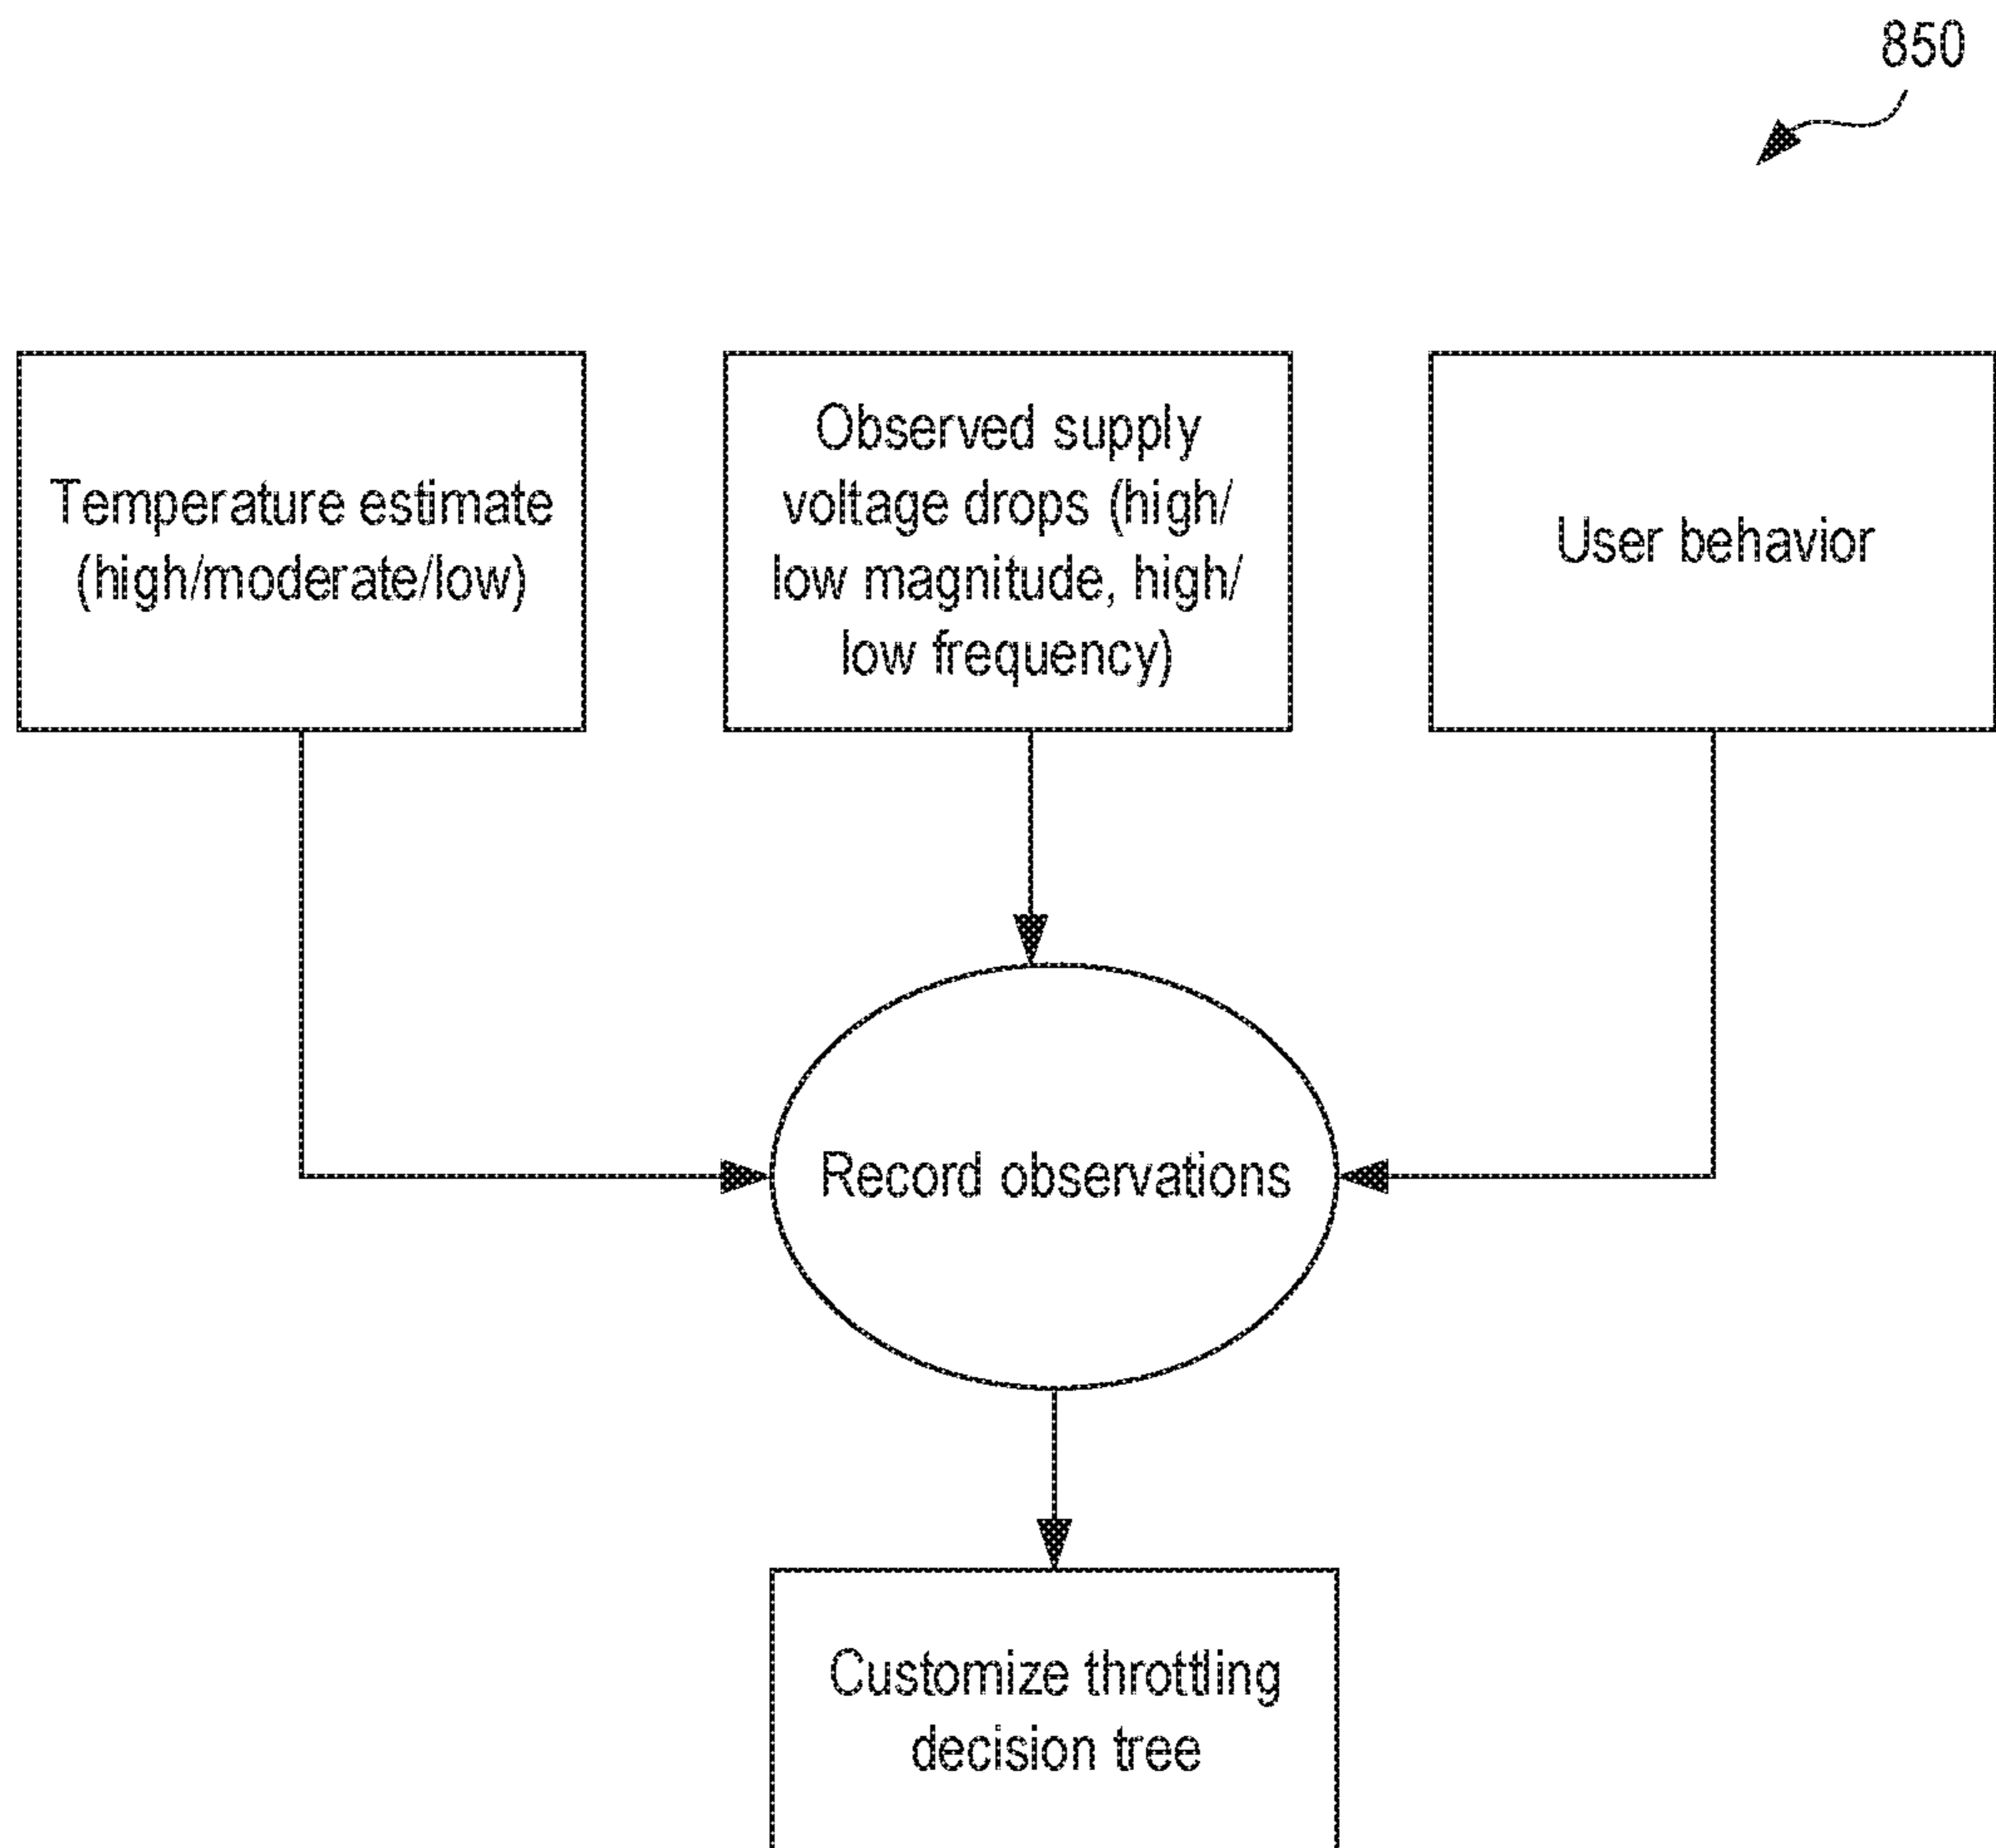 850
Temperature estimate
(high/moderate/low)
Observed supply
voltage drops (high/
low magnitude, high/
low frequency)
User behavior
Record observations
Customize throttling
decision tree